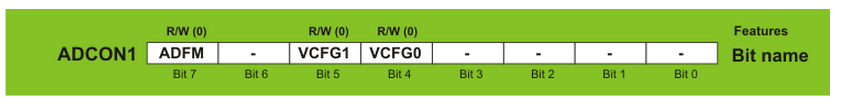 R/W (0) R/W (0) R/W (0) Features
ADCON1 ADFM - VCFG1 VCFG0 - - - - Bit name
Bit 7 Bit 6 Bit 5 Bit 4 Bit 3 Bit 2 Bit 1 Bit 0